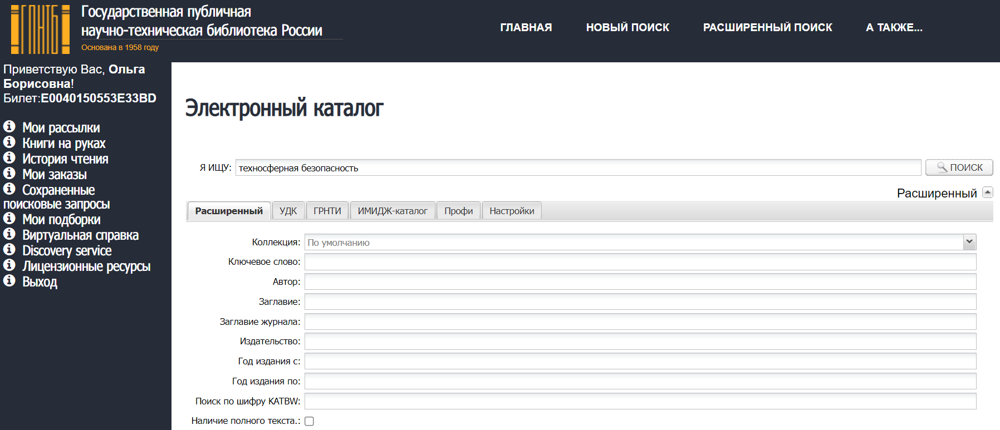 ГПНТБ
Государственная публичная
научно-техническая библиотека России
Основана в 1958 году
ГЛАВНАЯ
НОВЫЙ ПОИСК
РАСШИРЕННЫЙ ПОИСК
А ТАКЖЕ...
Приветствую Вас, Ольга
Борисовна!
Билет:E0040150553E33BD
Мои рассылки
Книги на руках
История чтения
Мои заказы
Сохраненные
поисковые запросы
Мои подборки
Виртуальная справка
Discovery service
Лицензионные ресурсы
Выход
Электронный каталог
Я ИЩУ: техносферная безопасность ПОИСК
Расширенный
Расширенный УДК ГРНТИ ИМИДЖ-каталог Профи Настройки
Коллекция: По умолчанию
Ключевое слово:
Автор:
Заглавие:
Заглавие журнала:
Издательство:
Год издания с:
Год издания по:
Поиск по шифру KATBW:
Наличие полного текста.: